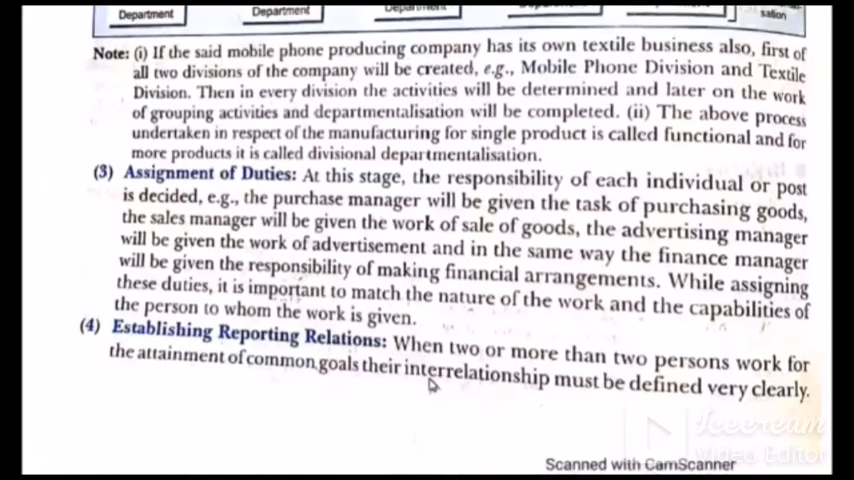 Department Department Department sation
Note: (i) If the said mobile phone producing company has its own textile business also, first of
all two divisions of the company will be created, e.g., Mobile Phone Division and Textile
Division. Then in every division the activities will be determined and later on the work
of grouping activities and departmentalisation will be completed. (ii) The above process
undertaken in respect of the manufacturing for single product is called functional and for
more products it is called divisional departmentalisation.
(3) Assignment of Duties: At this stage, the responsibility of each individual or post
is decided, e.g., the purchase manager will be given the task of purchasing goods,
the sales manager will be given the work of sale of goods, the advertising manager
will be given the work of advertisement and in the same way the finance manager
will be given the responsibility of making financial arrangements. While assigning
these duties, it is important to match the nature of the work and the capabilities of
the person to whom the work is given.
(4) Establishing Reporting Relations: When two or more than two persons work for
the attainment of common goals their interrelationship must be defined very clearly.
Icecream
Video Editor
Scanned with CamScanner